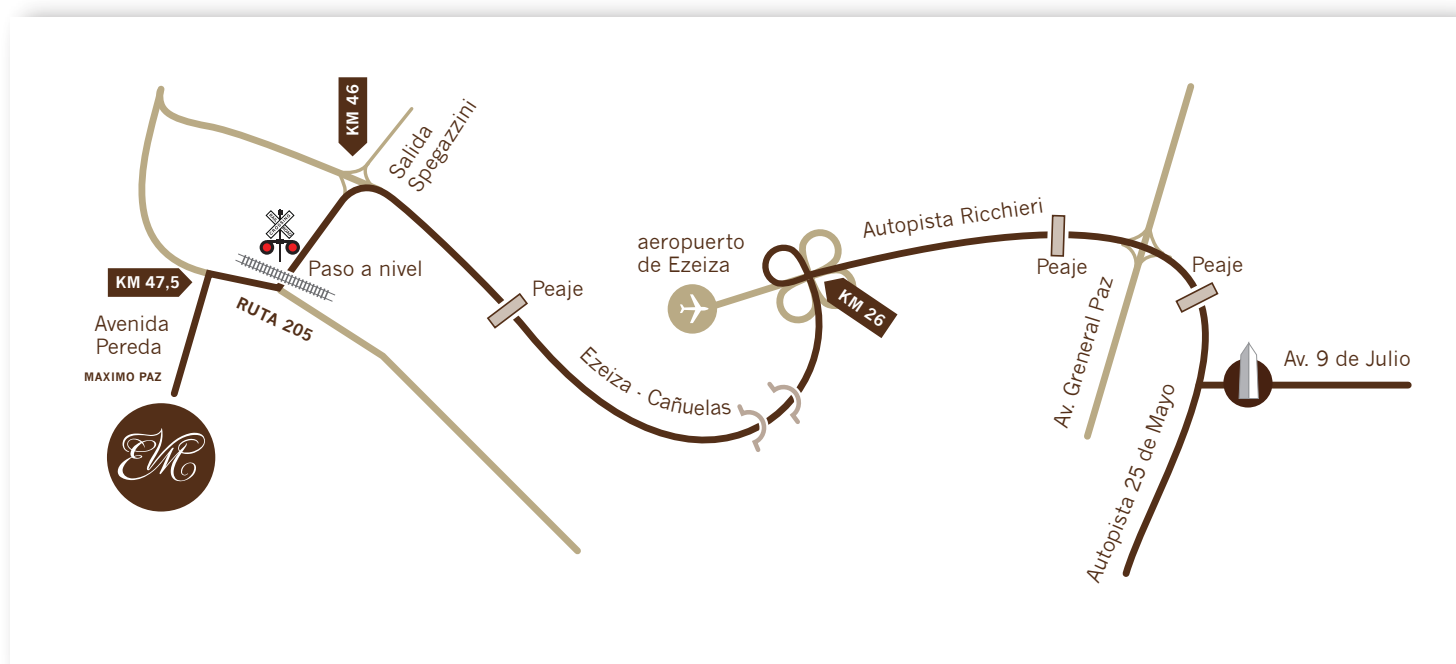 KM 46
Salida
Spegazzini
Paso a nivel
KM 47,5
RUTA 205
Avenida
Pereda
MAXIMO PAZ
EVM
Peaje
Ezeiza - Cañuelas
aeropuerto
de Ezeiza
KM 26
Autopista Ricchieri
Peaje
Av. Greneral Paz
Peaje
Av. 9 de Julio
Autopista 25 de Mayo